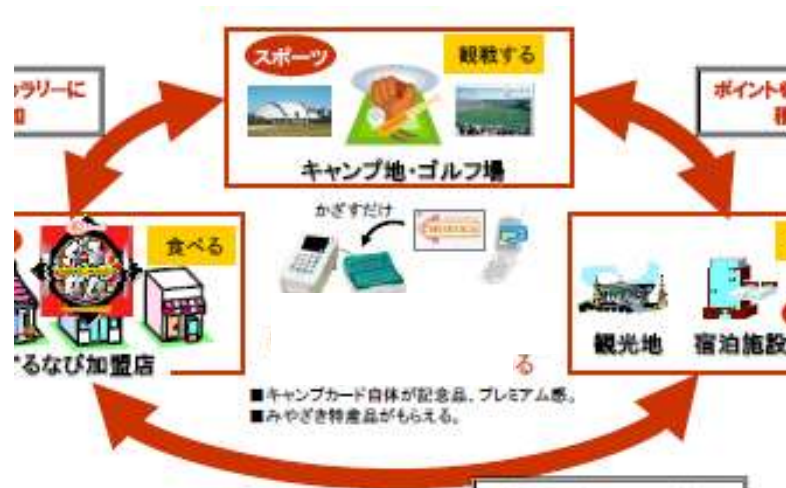 スポーツ
観戦する
ラリーに
ポイント
キャンプ地・ゴルフ場
かざすだけ
食べる
観光地
宿泊施設
るなび加盟店
る
■キャンプカード自体が記念品、プレミアム感。
■みやざき特産品がもらえる。